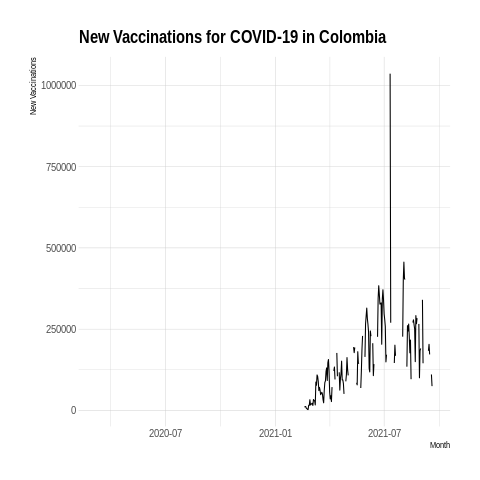 New Vaccinations for COVID-19 in Colombia
New Vaccinations
1000000
750000
500000
250000
0
2020-07
2021-01
2021-07
Month